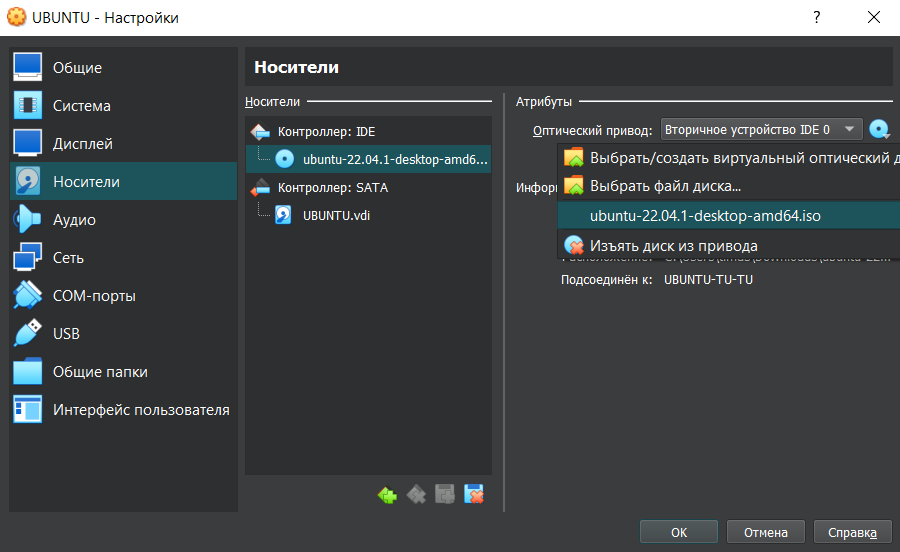 UBUNTU - Настройки
?
Общие
Система
Дисплей
Носители
Аудио
Сеть
COM-порты
USB
Общие папки
Интерфейс пользователя
Носители
Носители
Контроллер: IDE
ubuntu-22.04.1-desktop-amd6...
Контроллер: SATA
UBUNTU.vdi
Атрибуты
Оптический привод: Вторичное устройство IDE 0
Выбрать/создать виртуальный оптический д
Выбрать файл диска...
Информ
ubuntu-22.04.1-desktop-amd64.iso
Изъять диск из привода
Подсоединён к: UBUNTU-TU-TU
OK
Отмена
Справка